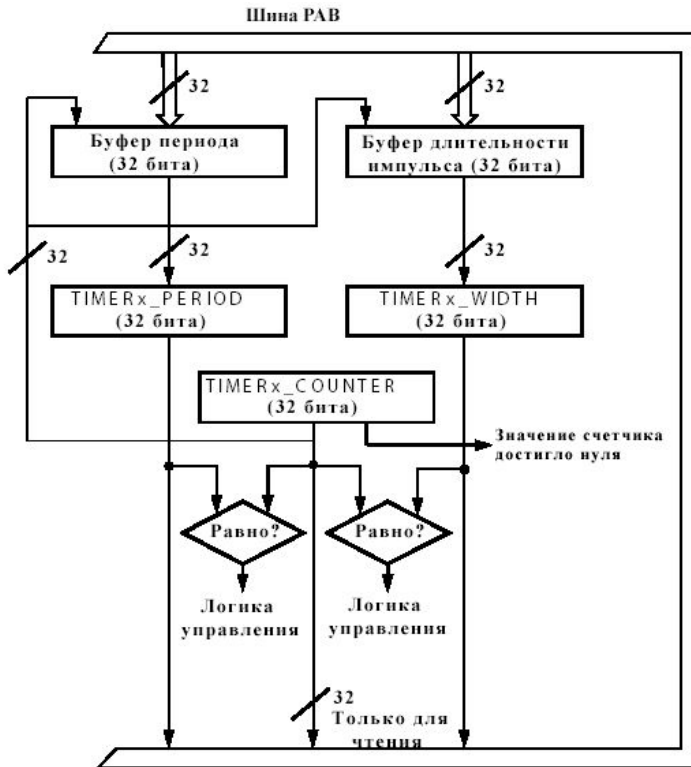 Шина PAB
32
32
Буфер периода
(32 бита)
Буфер длительности
импульса (32 бита)
32
32
32
TIMERx_PERIOD
(32 бита)
TIMERx_WIDTH
(32 бита)
TIMERx_COUNTER
(32 бита)
Значение счетчика
достигло нуля
Равно?
Равно?
Логика
управления
Логика
управления
32
Только для
чтения